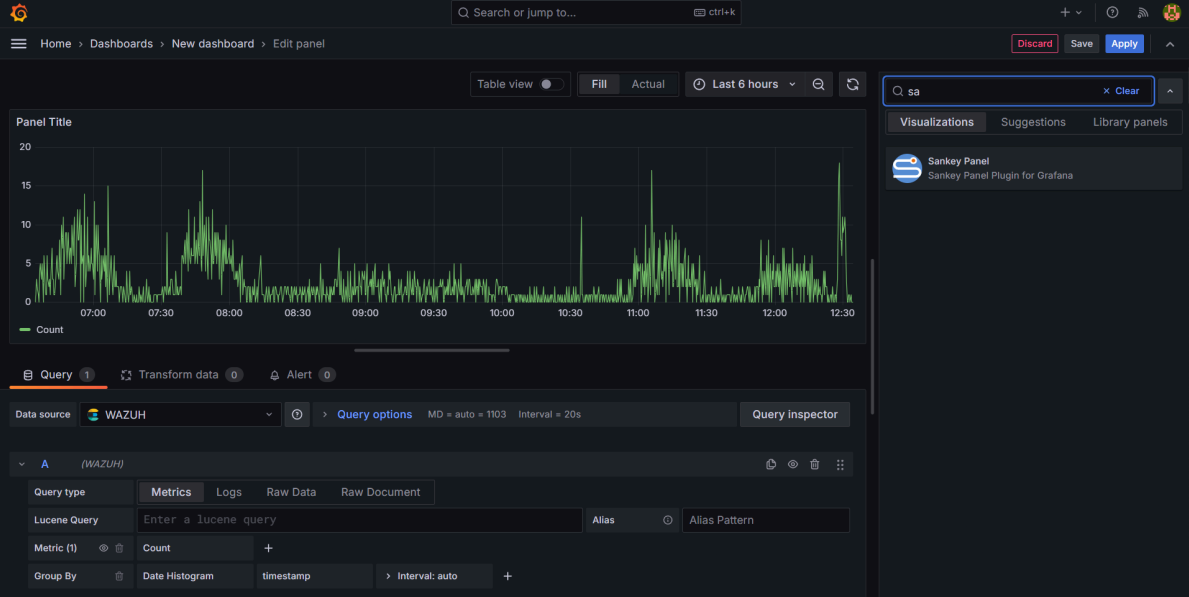 Search or jump to... ctrl+k
Home › Dashboards › New dashboard › Edit panel Discard Save Apply
Table view Fill Actual Last 6 hours
sa × Clear
Visualizations Suggestions Library panels
Sankey Panel
Sankey Panel Plugin for Grafana
Panel Title
20
15
10
5
0
07:00 07:30 08:00 08:30 09:00 09:30 10:00 10:30 11:00 11:30 12:00 12:30
Count
Query 1 Transform data 0 Alert 0
Data source WAZUH Query options MD = auto = 1103 Interval = 20s Query inspector
A (WAZUH)
Query type Metrics Logs Raw Data Raw Document
Lucene Query Enter a lucene query Alias Alias Pattern
Metric (1) Count +
Group By Date Histogram timestamp › Interval: auto +